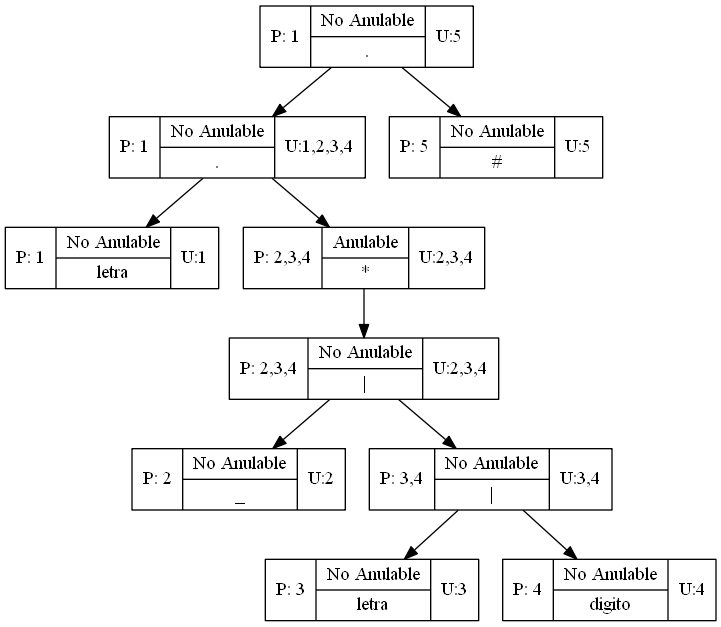 P: 1 No Anulable U:5
.
P: 1 No Anulable U:1,2,3,4
.
P: 5 No Anulable U:5
#
P: 1 No Anulable U:1
letra
P: 2,3,4 Anulable U:2,3,4
*
P: 2,3,4 No Anulable U:2,3,4
|
P: 2 No Anulable U:2
_
P: 3,4 No Anulable U:3,4
|
P: 3 No Anulable U:3
letra
P: 4 No Anulable U:4
digito